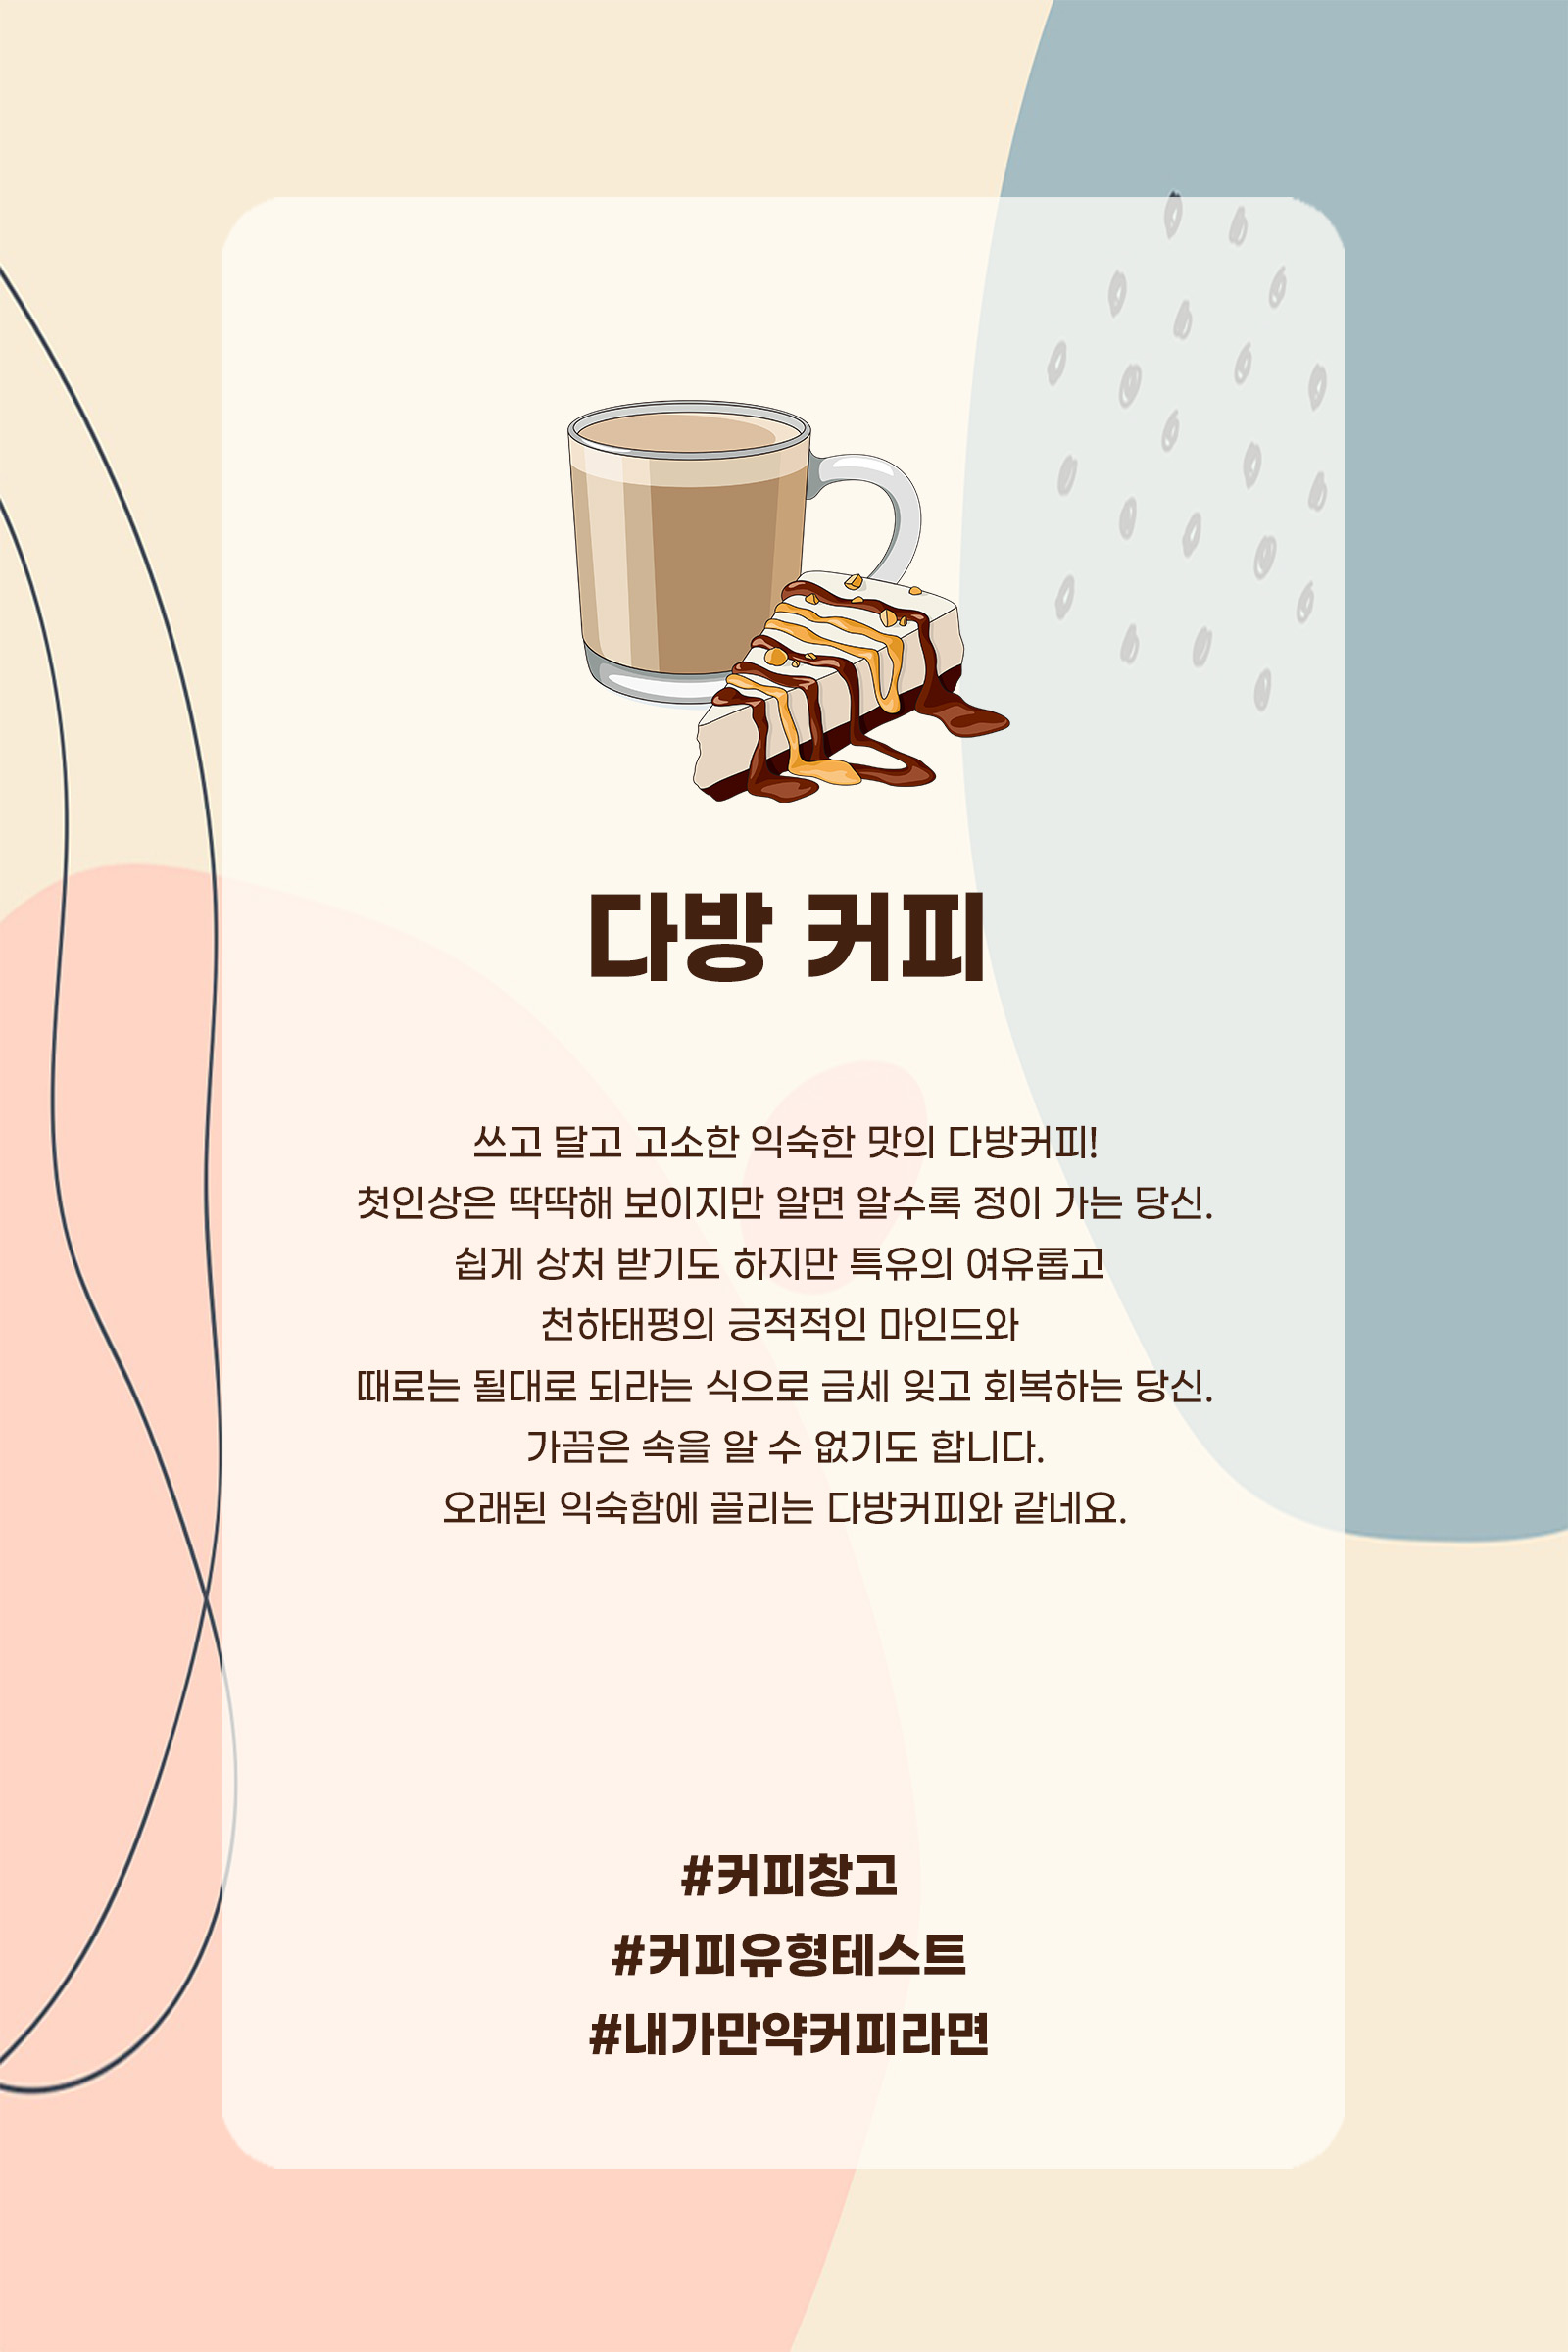 다방 커피
쓰고 달고 고소한 익숙한 맛의 다방커피!
첫인상은 딱딱해 보이지만 알면 알수록 정이 가는 당신.
쉽게 상처 받기도 하지만 특유의 여유롭고
천하태평의 긍적적인 마인드와
때로는 될대로 되라는 식으로 금세 잊고 회복하는 당신.
가끔은 속을 알 수 없기도 합니다.
오래된 익숙함에 끌리는 다방커피와 같네요.
#커피창고
#커피유형테스트
#내가만약커피라면